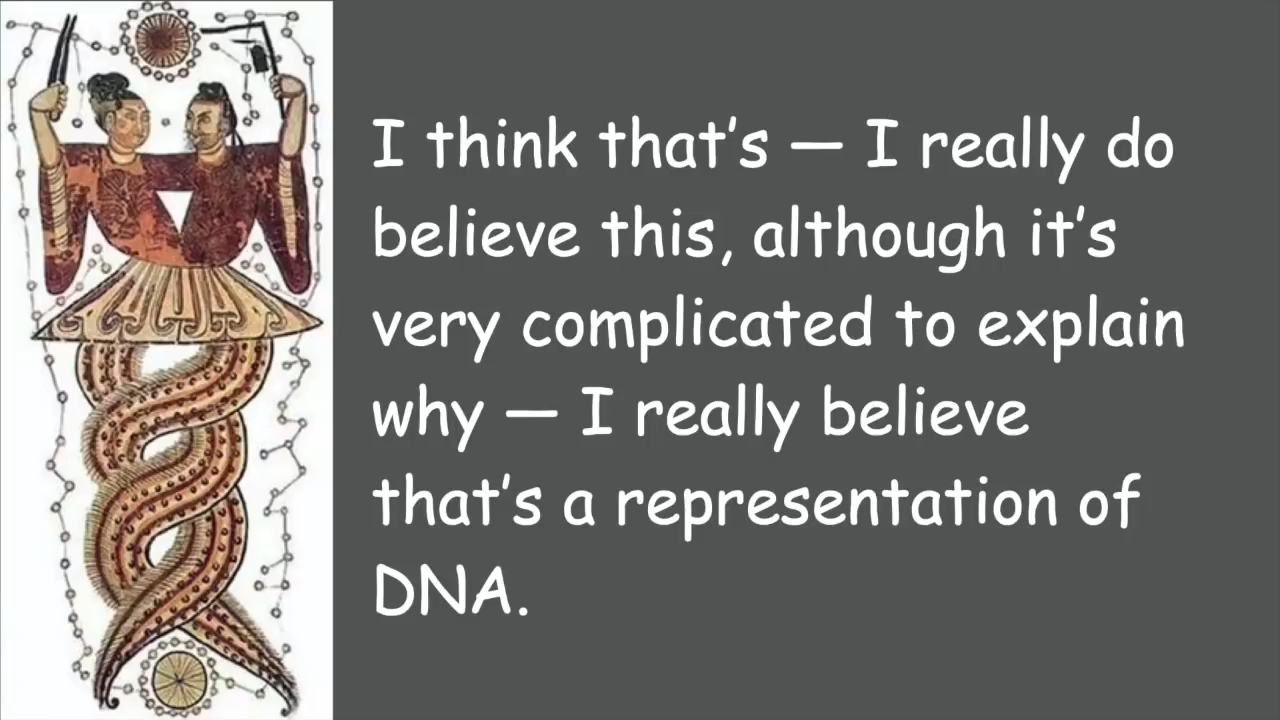 I think that's — I really do
believe this, although it's
very complicated to explain
why — I really believe
that's a representation of
DNA.